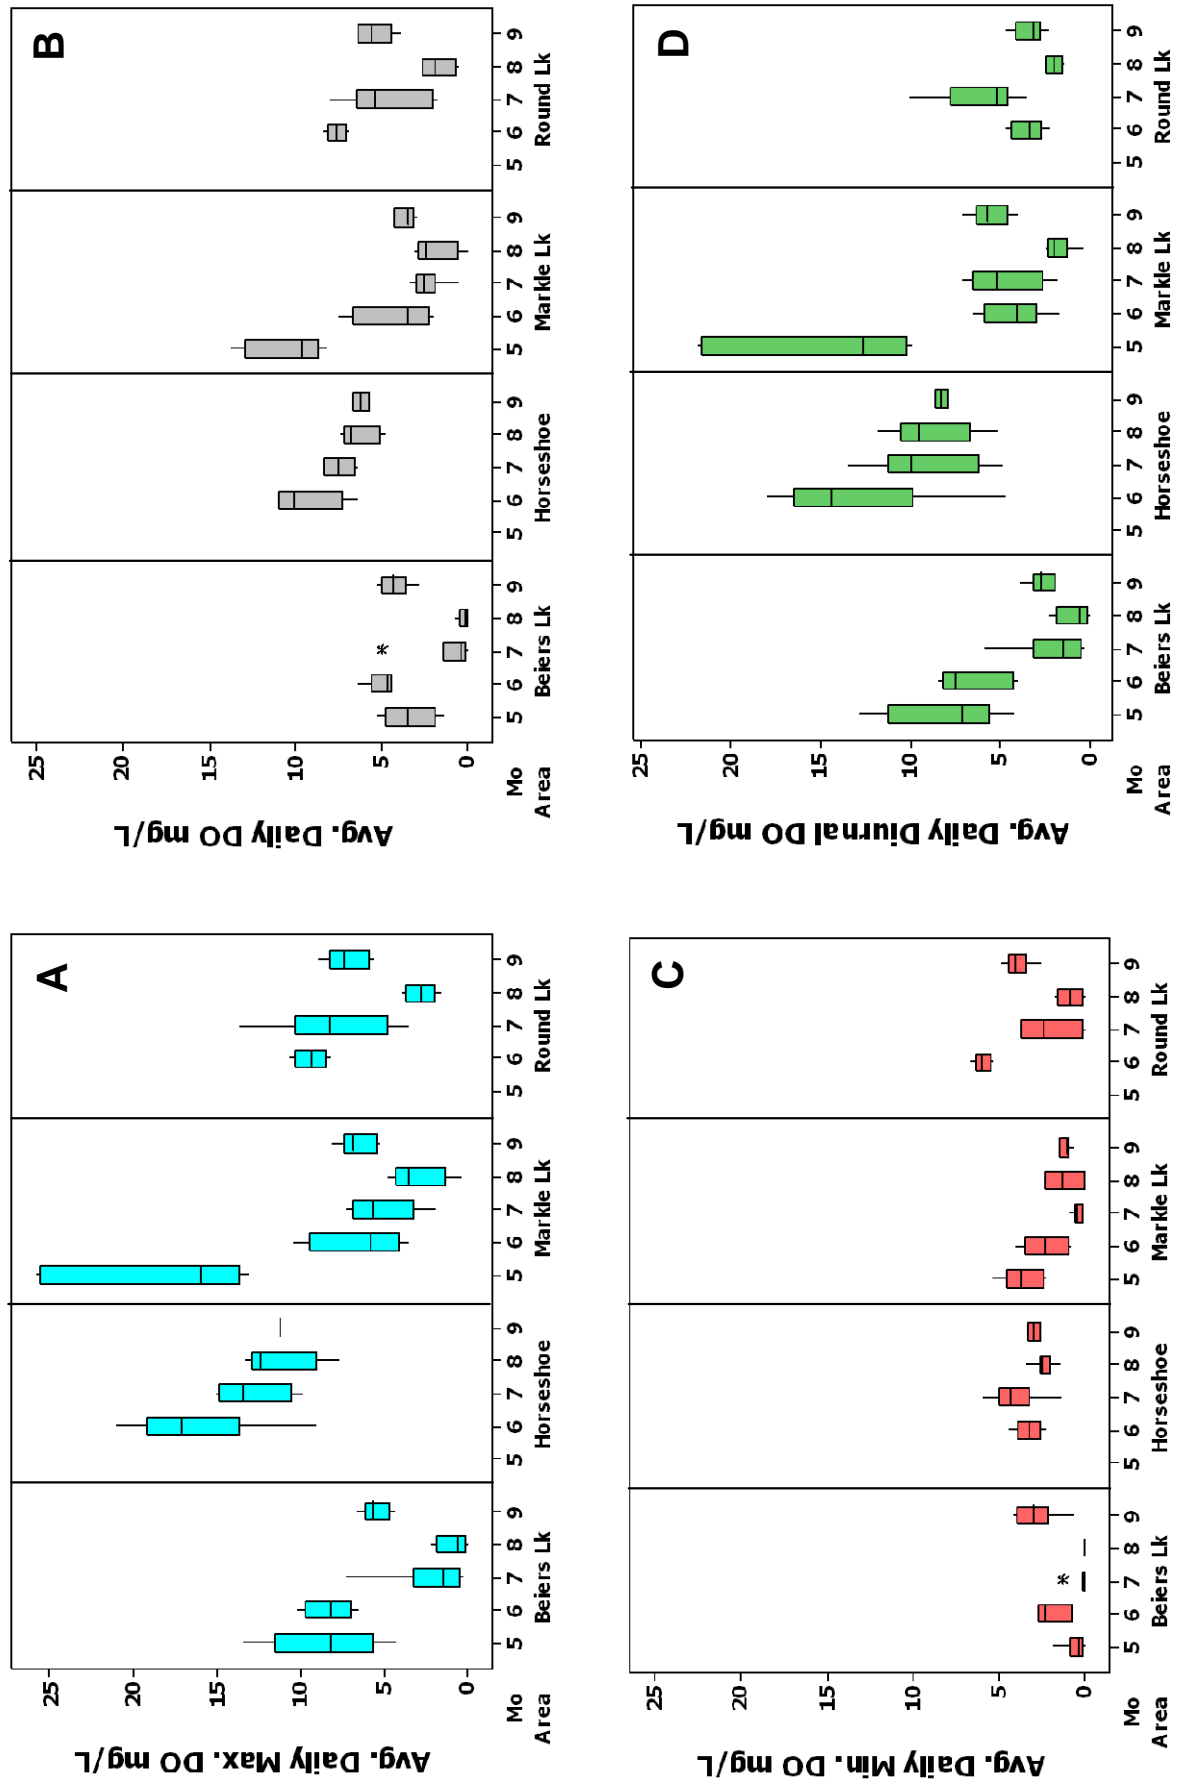 A
Avg. Daily Max. DO mg/L
25
20
15
10
5
0
Mo 5 6 7 8 9 5 6 7 8 9 5 6 7 8 9 5 6 7 8 9
Area Beiers Lk Horseshoe Markle Lk Round Lk
B
Avg. Daily DO mg/L
25
20
15
10
5
0
*
Mo 5 6 7 8 9 5 6 7 8 9 5 6 7 8 9 5 6 7 8 9
Area Beiers Lk Horseshoe Markle Lk Round Lk
C
Avg. Daily Min. DO mg/L
25
20
15
10
5
0
*
Mo 5 6 7 8 9 5 6 7 8 9 5 6 7 8 9 5 6 7 8 9
Area Beiers Lk Horseshoe Markle Lk Round Lk
D
Avg. Daily Diurnal DO mg/L
25
20
15
10
5
0
Mo 5 6 7 8 9 5 6 7 8 9 5 6 7 8 9 5 6 7 8 9
Area Beiers Lk Horseshoe Markle Lk Round Lk